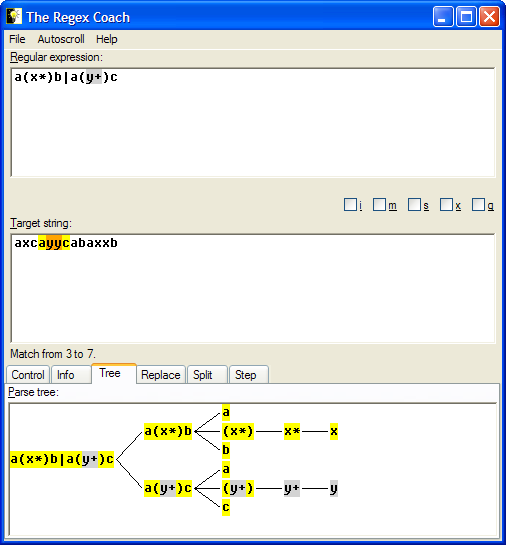 The Regex Coach
File Autoscroll Help
Regular expression:
a(x*)b|a(y+)c
i m s x g
Target string:
axcayycabaxxb
Match from 3 to 7.
Control Info Tree Replace Split Step
Parse tree:
a
a(x*)b (x*) x* x
b
a(x*)b|a(y+)c
a
a(y+)c (y+) y+ y
c